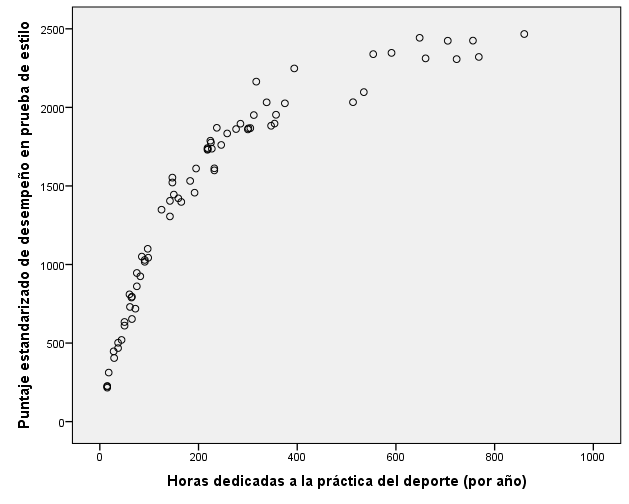 Puntaje estandarizado de desempeño en prueba de estilo
2500
2000
1500
1000
500
0
0 200 400 600 800 1000
Horas dedicadas a la práctica del deporte (por año)